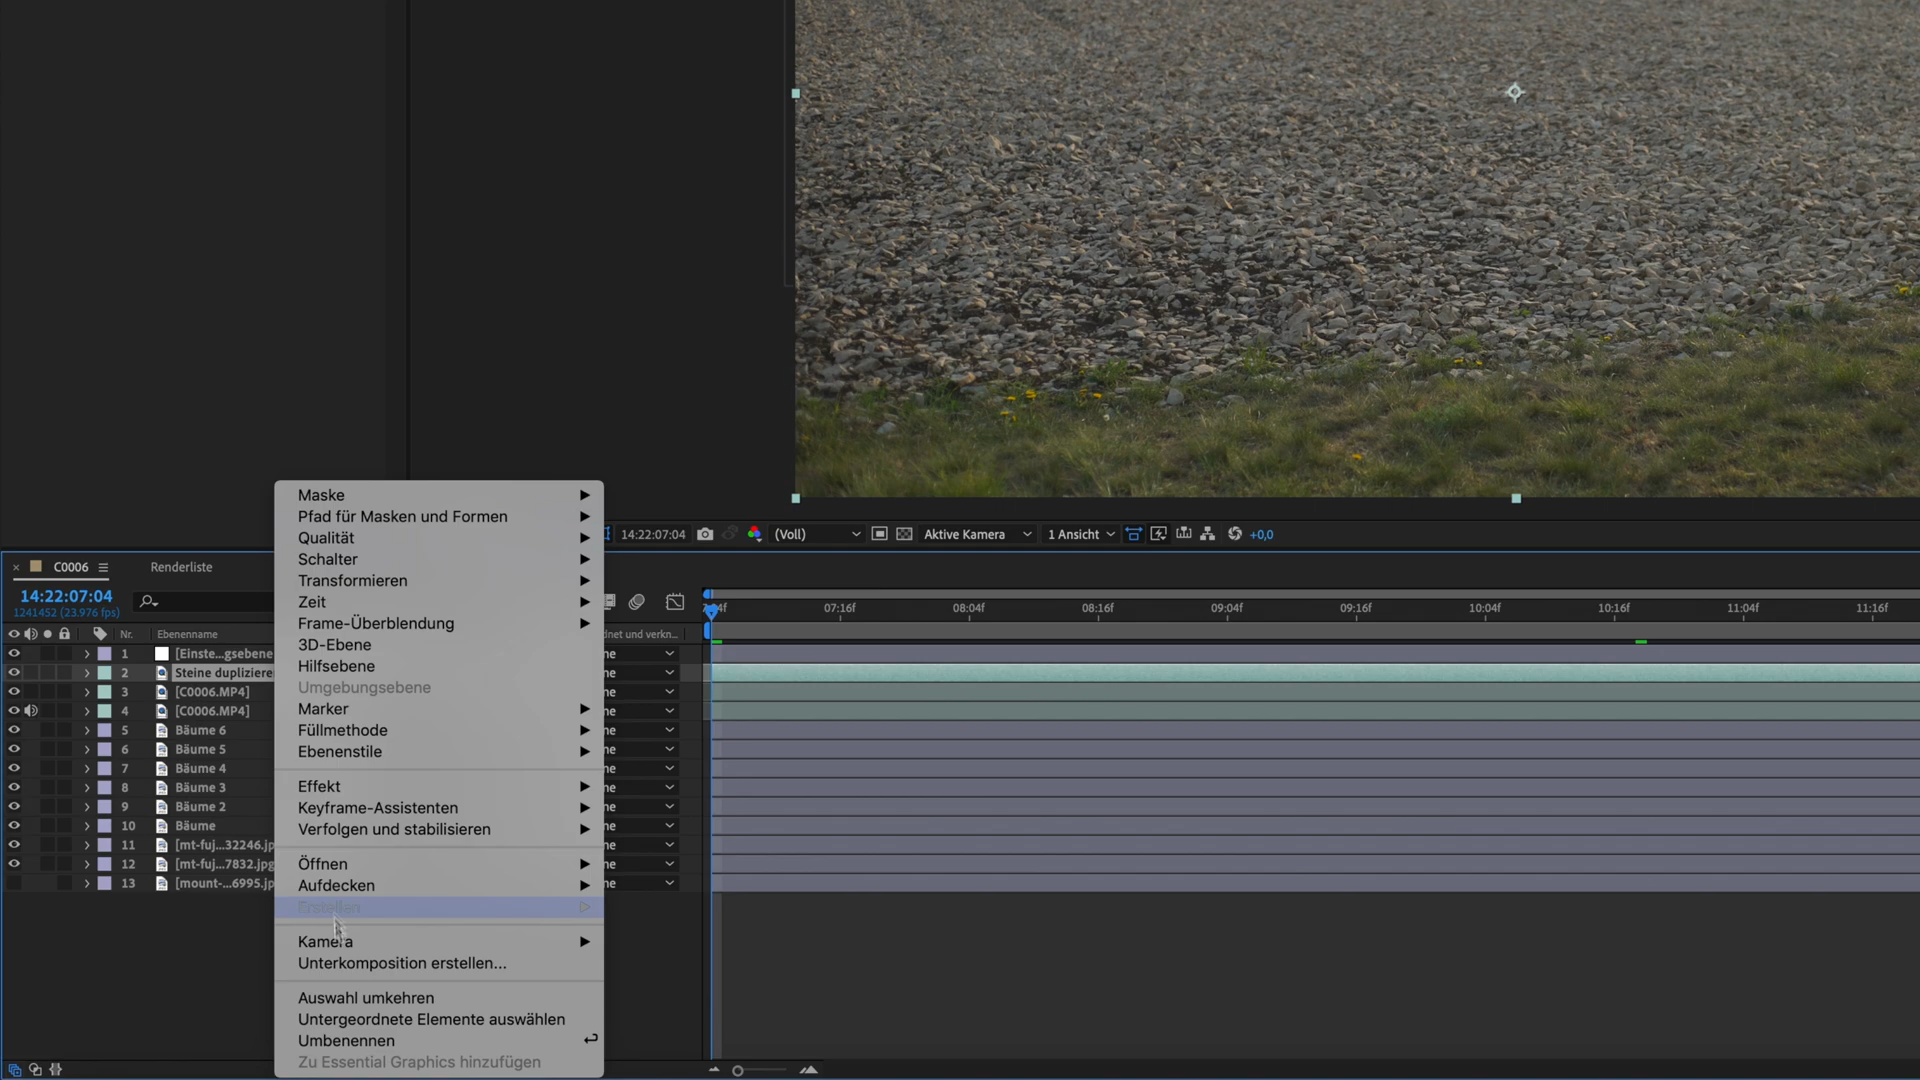 Maske
Pfad für Masken und Formen
Qualität
Schalter
Transformieren
Zeit
Frame-Überblendung
3D-Ebene
Hilfsebene
Umgebungsebene
Marker
Füllmethode
Ebenenstile
Effekt
Keyframe-Assistenten
Verfolgen und stabilisieren
Öffnen
Aufdecken
Erstellen
Kamera
Unterkomposition erstellen...
Auswahl umkehren
Untergeordnete Elemente auswählen
Umbenennen
Zu Essential Graphics hinzufügen
14:22:07:04 (Voll) Aktive Kamera 1 Ansicht +0,0
C0006 Renderliste
14:22:07:04
1241452 (23.976 fps)
07:16f 08:04f 08:16f 09:04f 09:16f 10:04f 10:16f 11:04f 11:16f
Nr. Ebenenname dnet und verkn...
1 [Einste...gsebene
2 Steine dupliziere
3 [C0006.MP4]
4 [C0006.MP4]
5 Bäume 6
6 Bäume 5
7 Bäume 4
8 Bäume 3
9 Bäume 2
10 Bäume
11 [mt-fuj...32246.jp
12 [mt-fuj...7832.jpg
13 [mount-...6995.jp